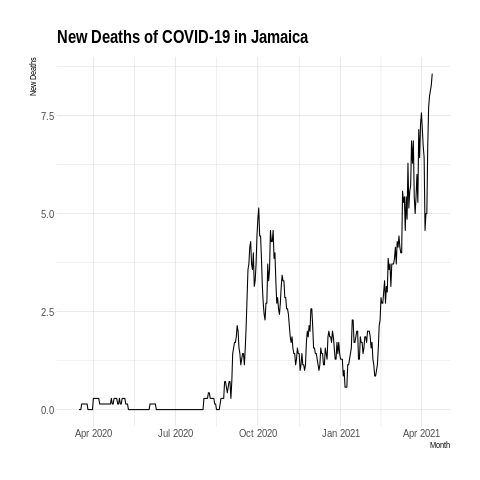 New Deaths of COVID-19 in Jamaica
New Deaths
7.5
5.0
2.5
0.0
Apr 2020 Jul 2020 Oct 2020 Jan 2021 Apr 2021
Month